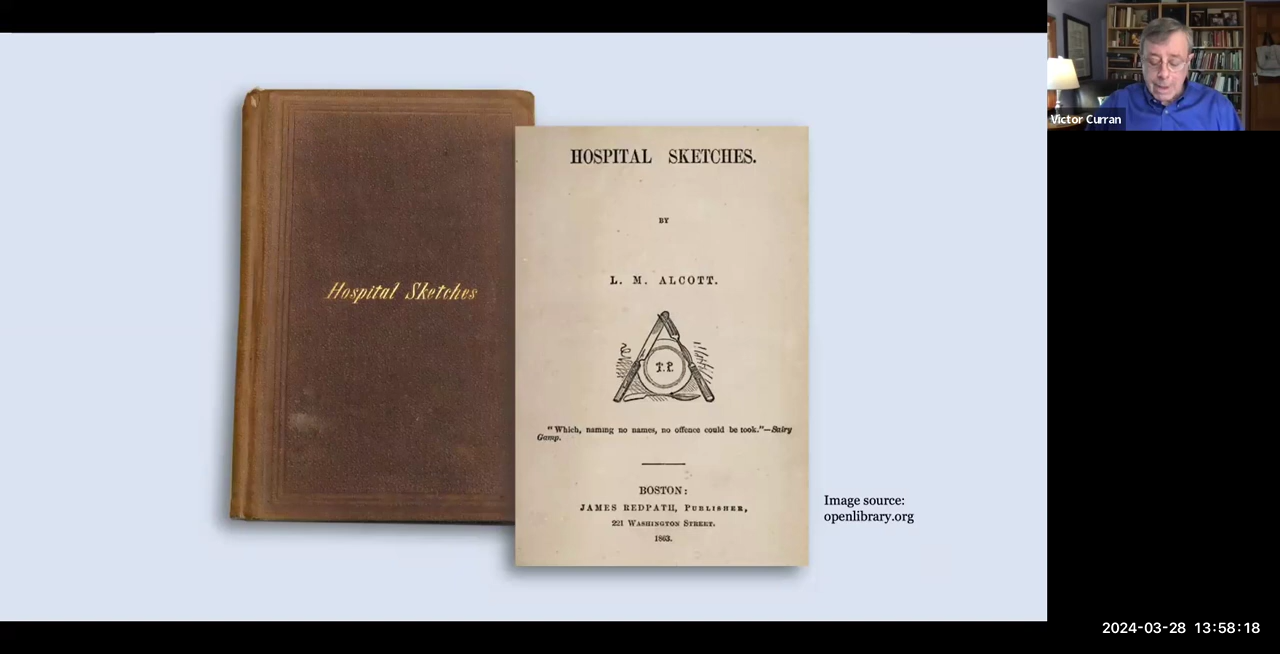 Hospital Sketches
HOSPITAL SKETCHES.
BY
L. M. ALCOTT.
T.P.
"Which, naming no names, no offence could be took."—Sairy
Gamp.
BOSTON:
JAMES REDPATH, PUBLISHER,
221 WASHINGTON STREET.
1863.
Image source:
openlibrary.org
Victor Curran
2024-03-28 13:58:18